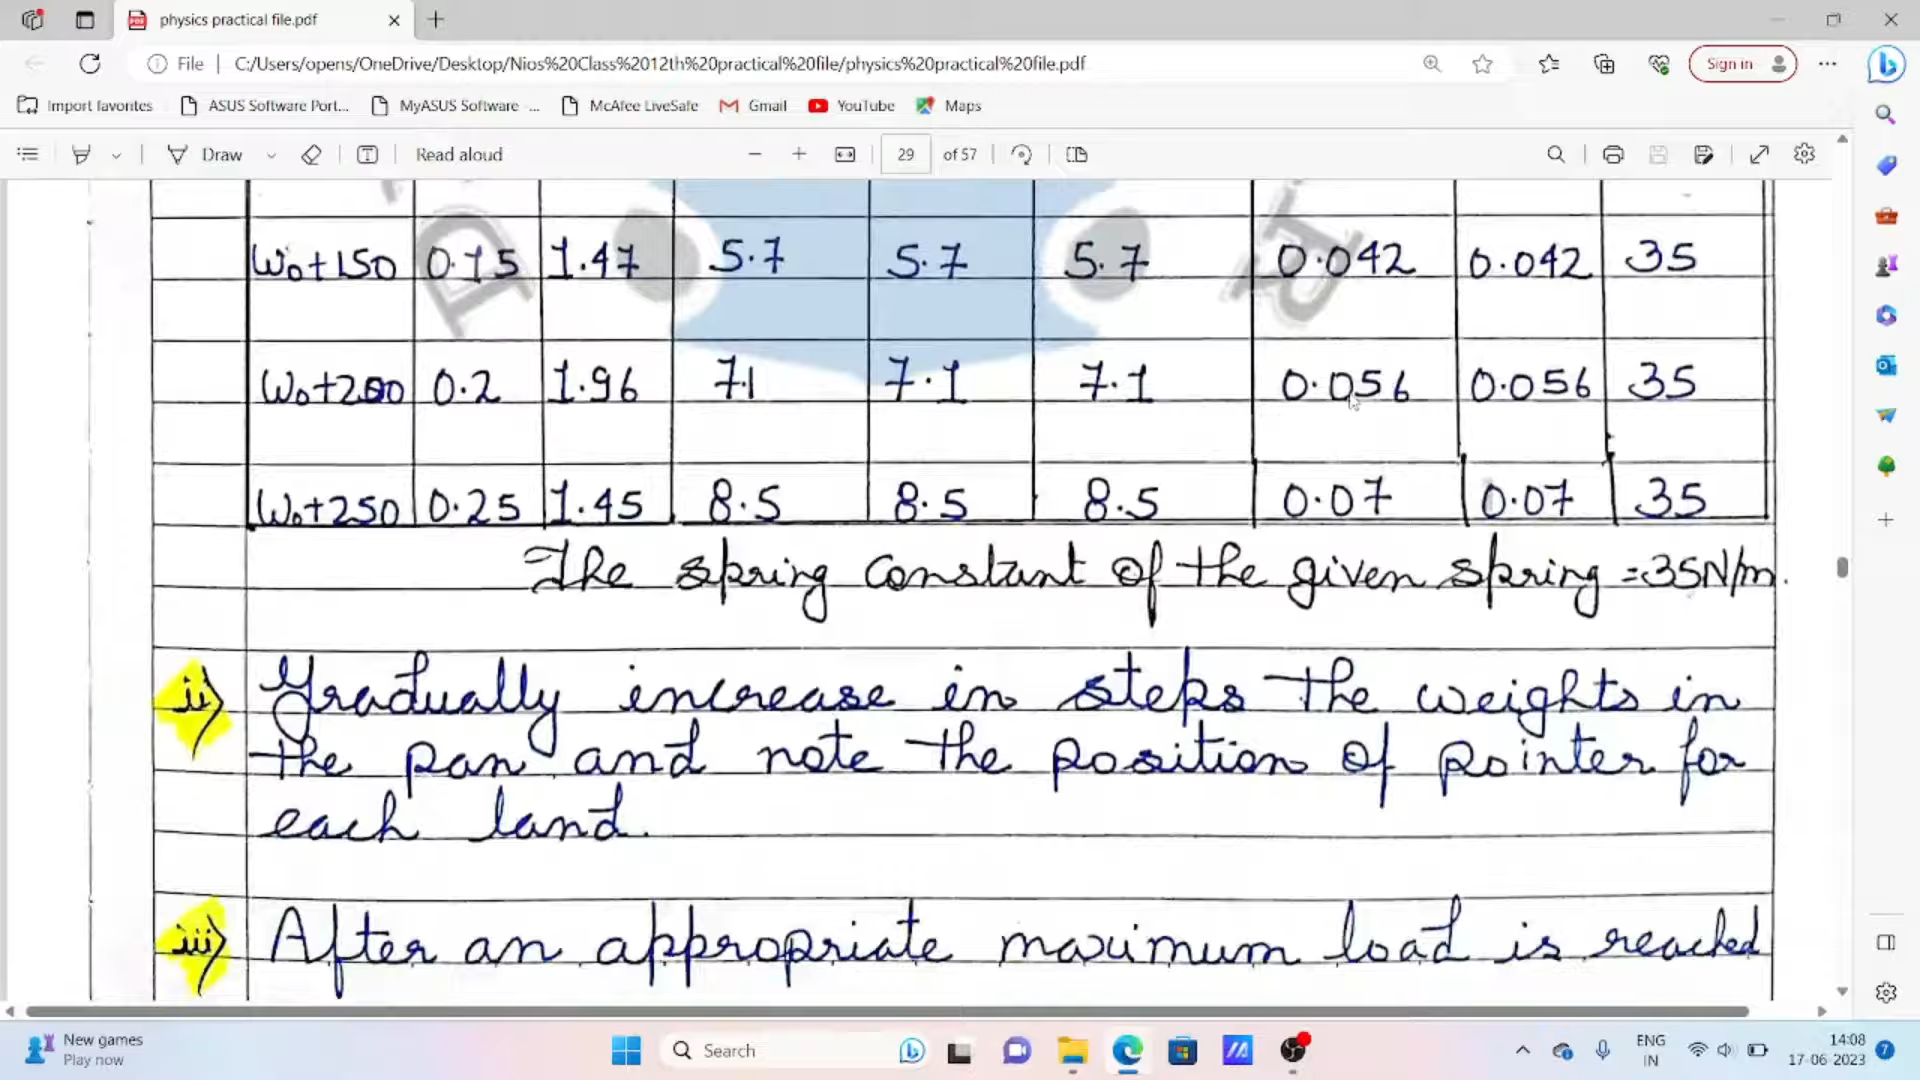 physics practical file.pdf
File
C:/Users/opens/OneDrive/Desktop/Nios%20Class%2012th%20practical%20file/physics%20practical%20file.pdf
Sign in
Import favorites
ASUS Software Port...
MyASUS Software ...
McAfee LiveSafe
Gmail
YouTube
Maps
Draw
Read aloud
29 of 57
W₀+150 0.15 1.47 5.7 5.7 5.7 0.042 0.042 35
W₀+200 0.2 1.96 7.1 7.1 7.1 0.056 0.056 35
W₀+250 0.25 1.45 8.5 8.5 8.5 0.07 0.07 35
The spring constant of the given spring =35N/m.
ii) Gradually increase in steps the weights in
the pan and note the position of pointer for
each land.
iii) After an appropriate maximum load is reached
New games
Play now
Search
ENG
IN
14:08
17-06-2023
7